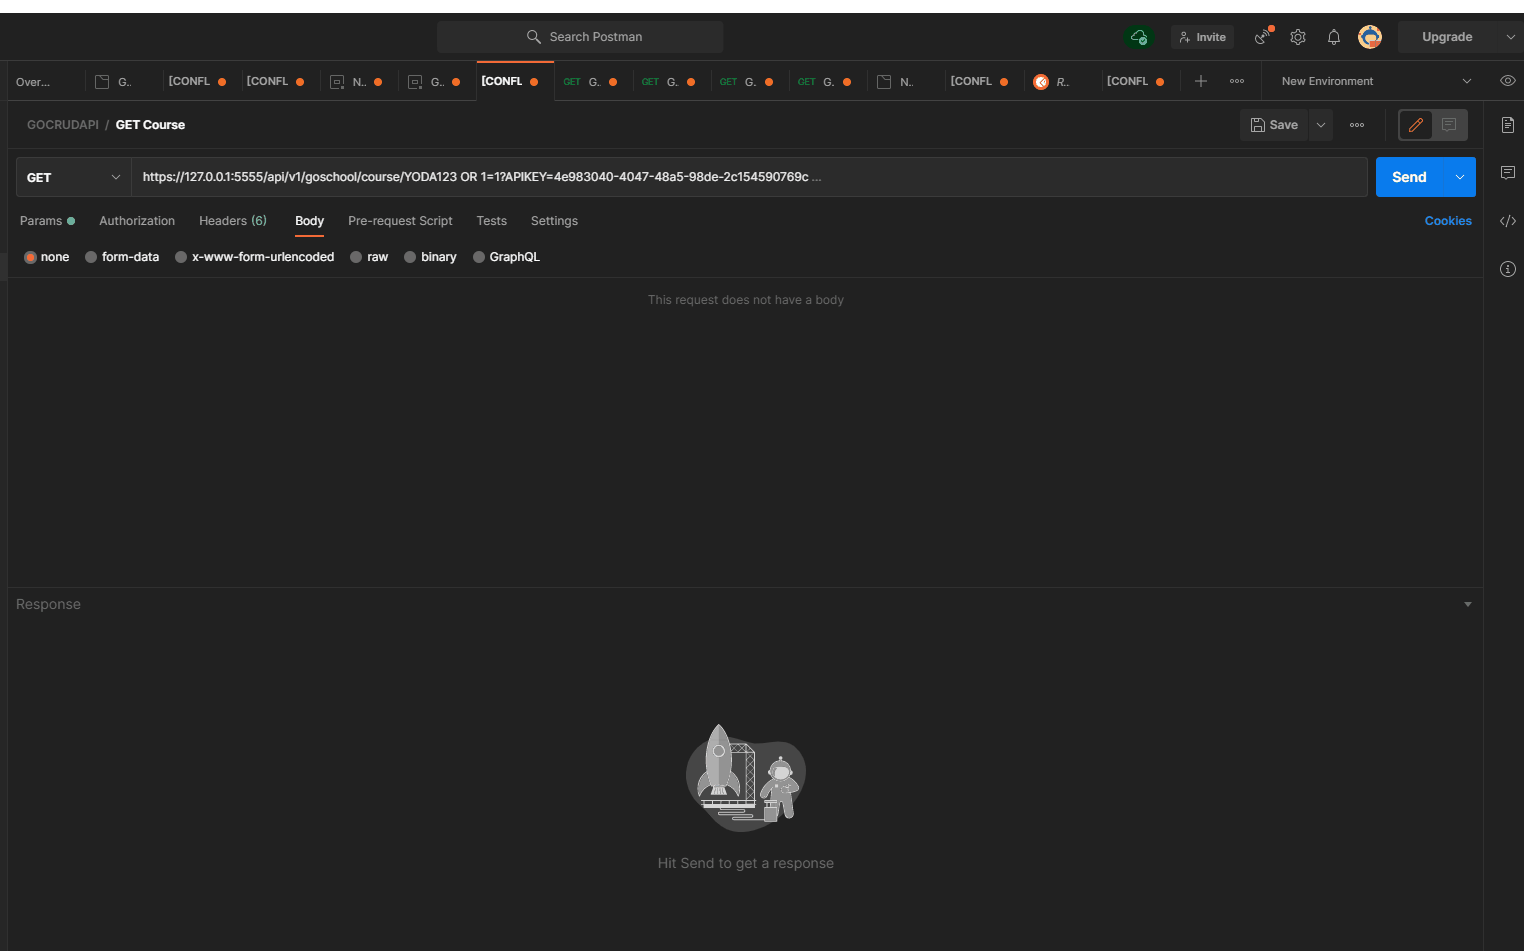 Search Postman
Invite
Upgrade
Over...
G..
[CONFL
[CONFL
N..
G..
[CONFL
GET G.
GET G.
GET G.
GET G.
N..
[CONFL
R..
[CONFL
New Environment
GOCRUDAPI / GET Course
Save
GET
https://127.0.0.1:5555/api/v1/goschool/course/YODA123 OR 1=1?APIKEY=4e983040-4047-48a5-98de-2c154590769c ...
Send
Params
Authorization
Headers (6)
Body
Pre-request Script
Tests
Settings
Cookies
none
form-data
x-www-form-urlencoded
raw
binary
GraphQL
This request does not have a body
Response
Hit Send to get a response